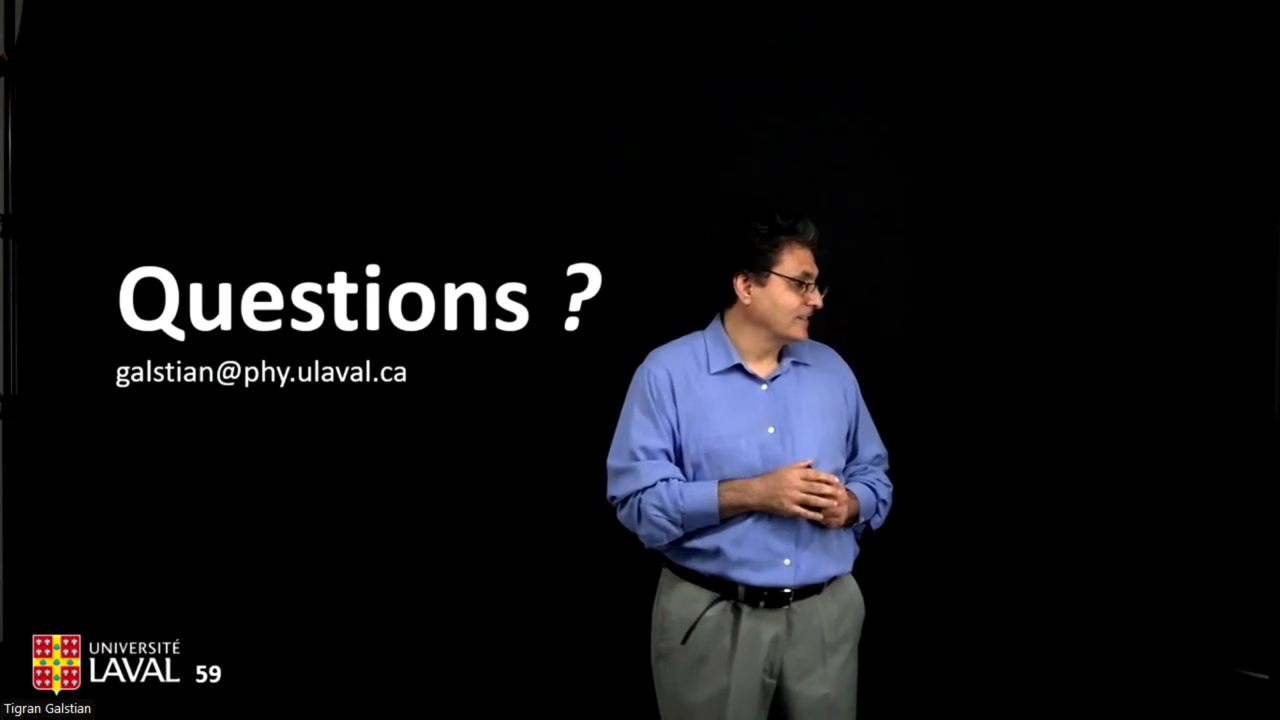 Questions ?
galstian@phy.ulaval.ca
UNIVERSITÉ
LAVAL 59
Tigran Galstian